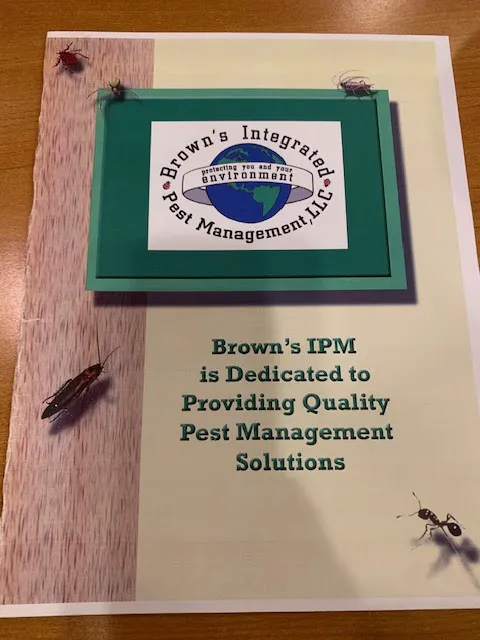 Brown's Integrated
protecting you and your
environment
Pest Management, LLC
Brown's IPM
is Dedicated to
Providing Quality
Pest Management
Solutions